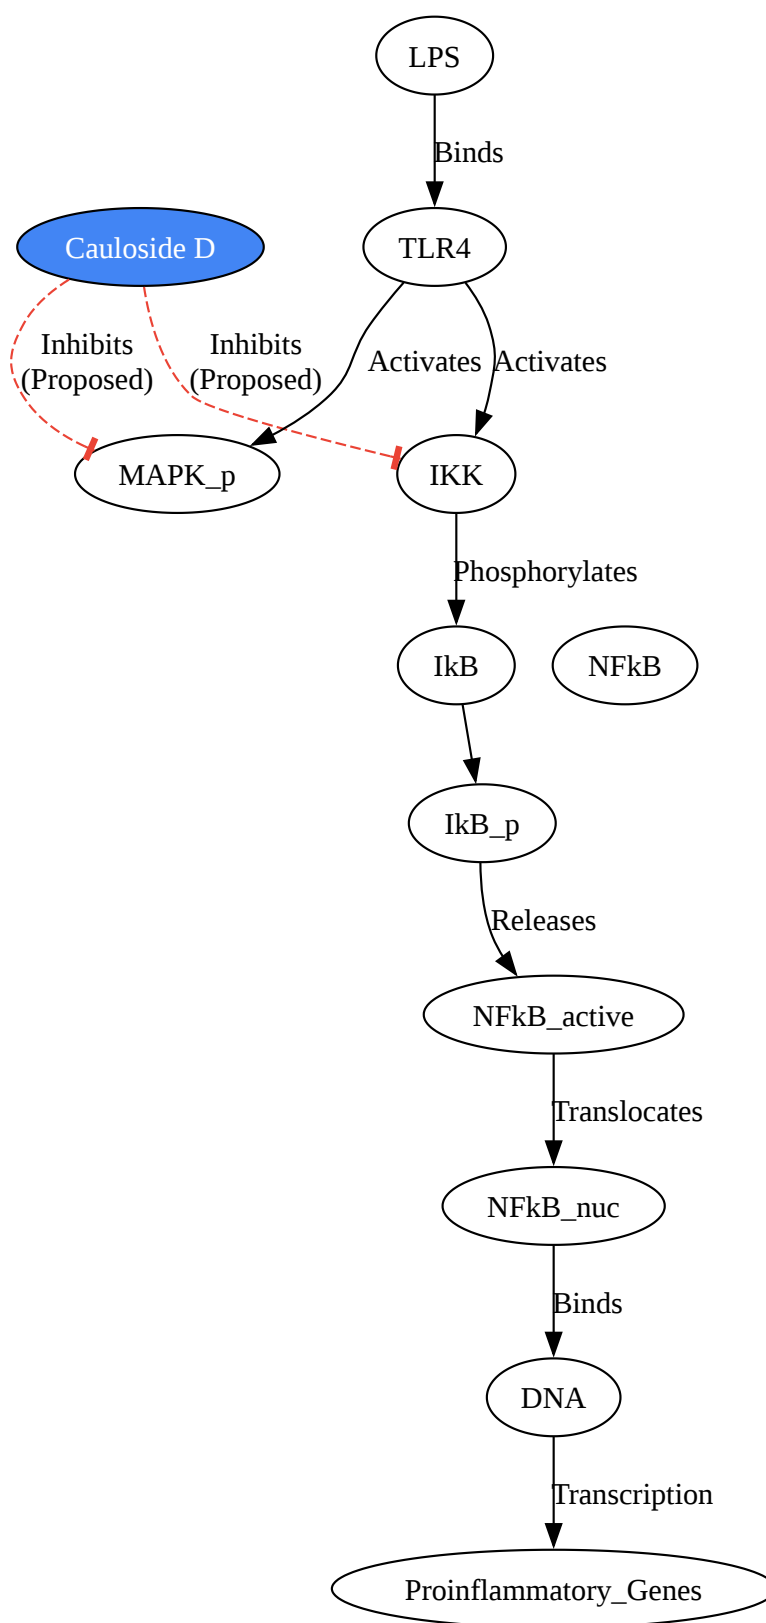 LPS
Binds
Cauloside D
TLR4
Inhibits
(Proposed)
Inhibits
(Proposed)
Activates
Activates
MAPK_p
IKK
Phosphorylates
IkB
NFkB
IkB_p
Releases
NFkB_active
Translocates
NFkB_nuc
Binds
DNA
Transcription
Proinflammatory_Genes